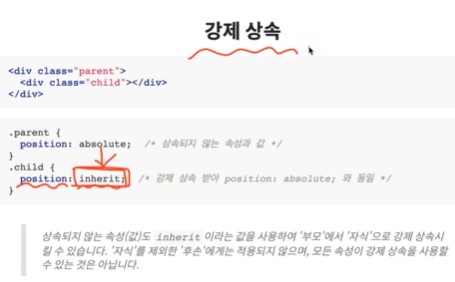 강제 상속
<div class="parent">
<div class="child"></div>
</div>
.parent {
position: absolute; /* 상속되지 않는 속성과 값 */
}
.child {
position: inherit; /* 강제 상속 받아 position: absolute; 와 동일 */
}
상속되지 않는 속성(값)도 inherit 이라는 값을 사용하여 '부모'에서 '자식'으로 강제 상속시
킬 수 있습니다. '자식'를 제외한 '후손'에게는 적용되지 않으며, 모든 속성이 강제 상속을 사용할
수 있는 것은 아닙니다.